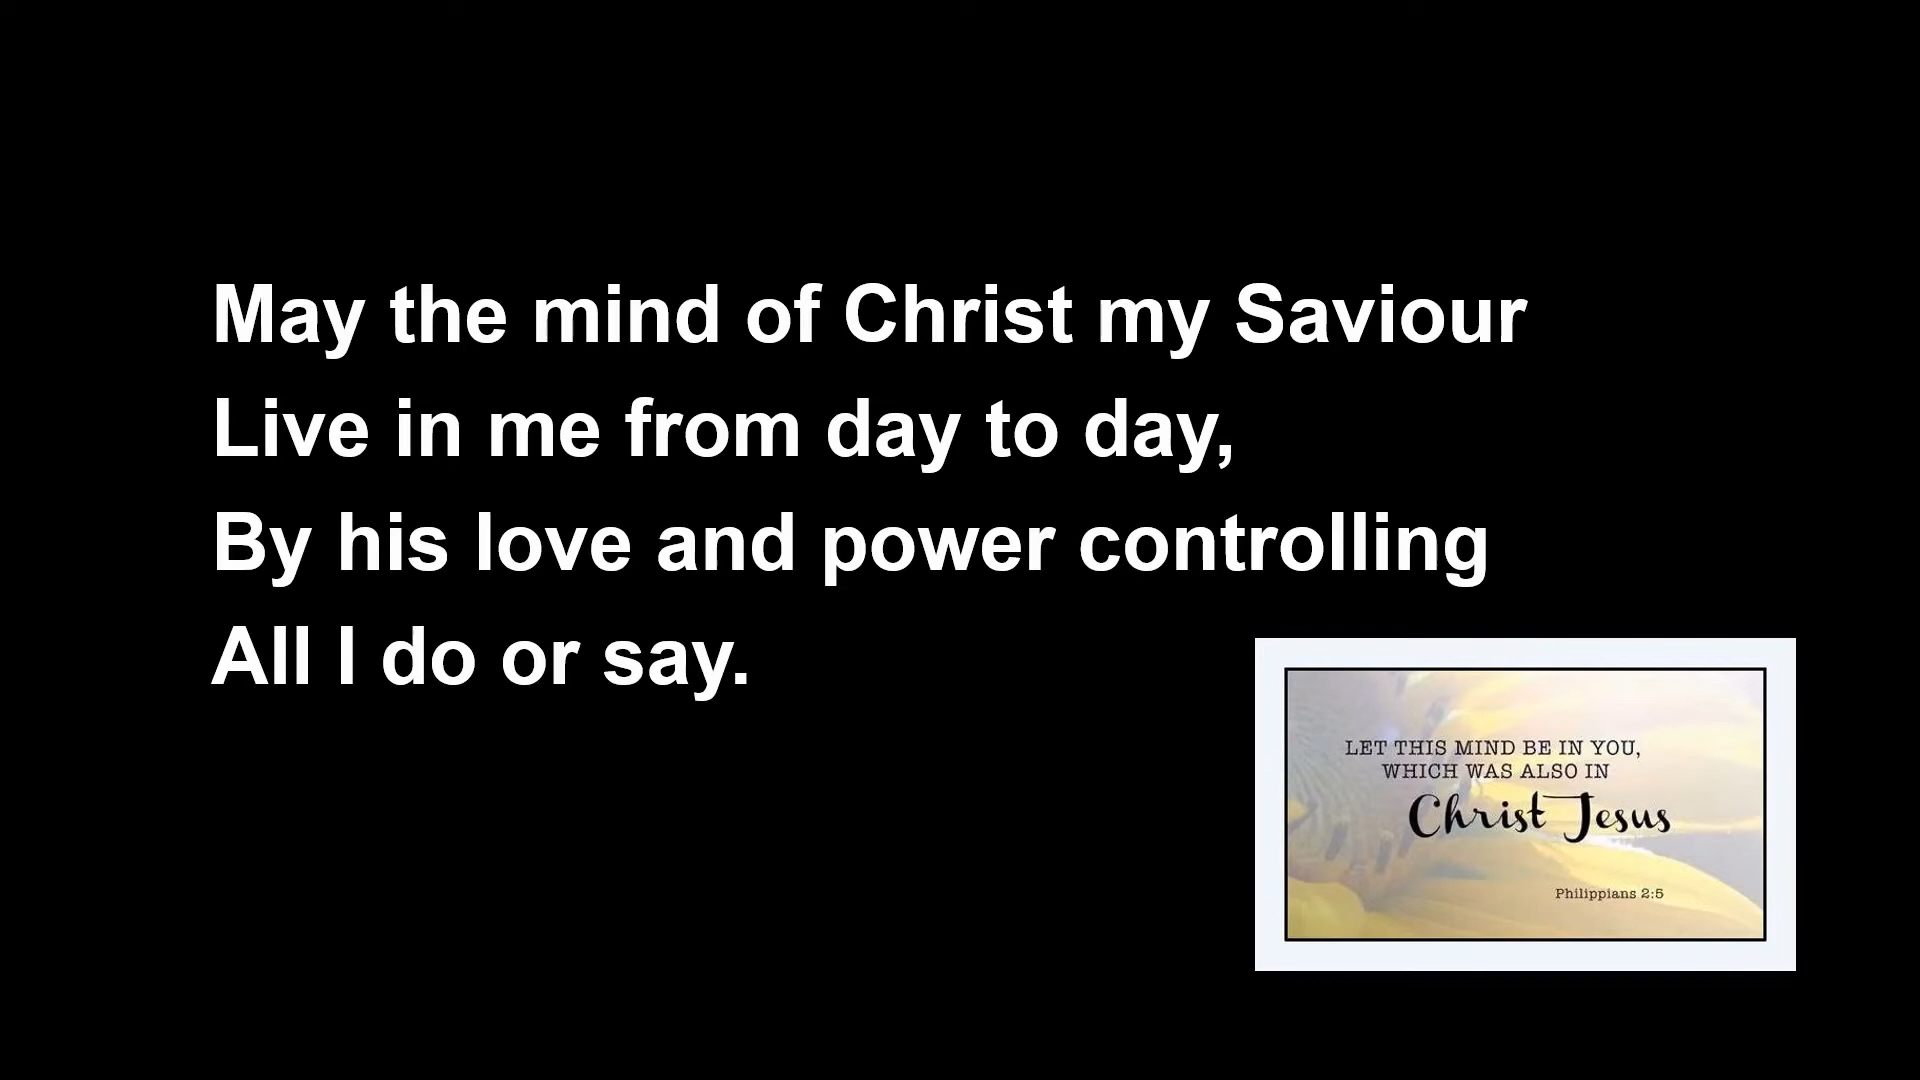 May the mind of Christ my Saviour
Live in me from day to day,
By his love and power controlling
All I do or say.
LET THIS MIND BE IN YOU,
WHICH WAS ALSO IN
Christ Jesus
Philippians 2:5